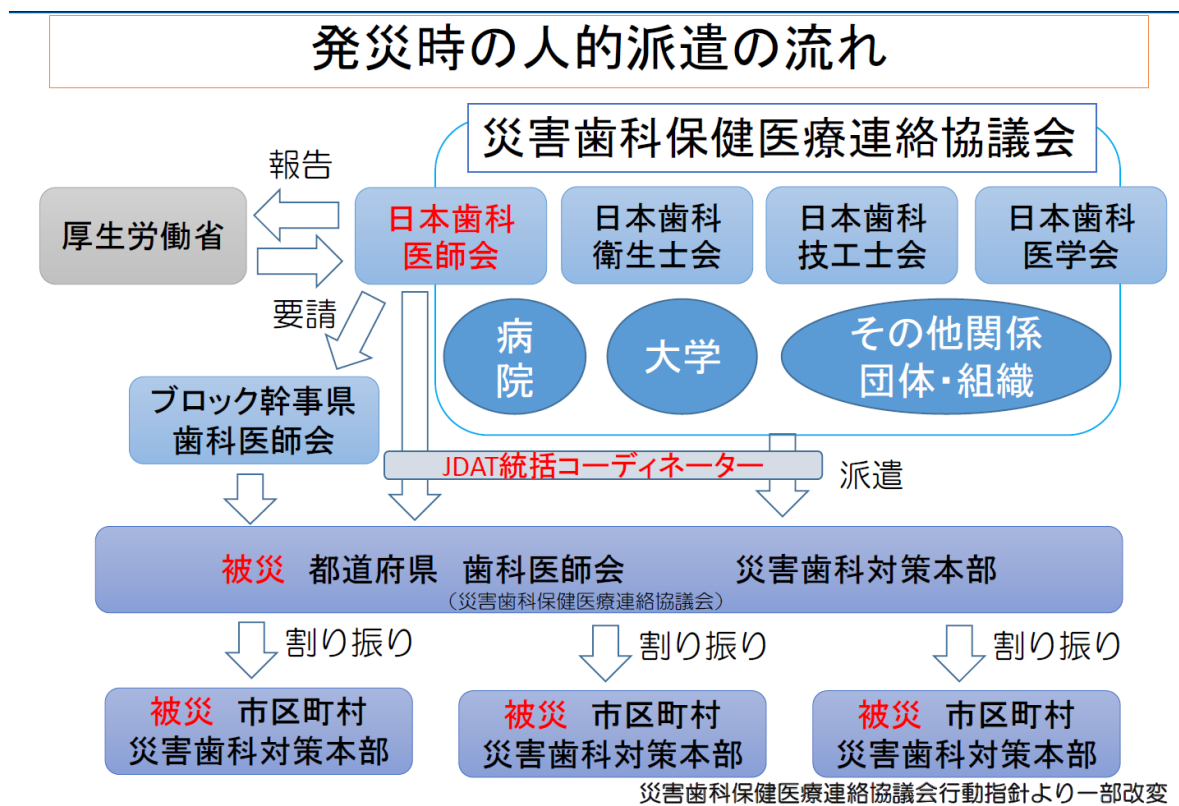 発災時の人的派遣の流れ
災害歯科保健医療連絡協議会
報告
厚生労働省
日本歯科
医師会
日本歯科
衛生士会
日本歯科
技工士会
日本歯科
医学会
要請
病
院
大学
その他関係
団体・組織
ブロック幹事県
歯科医師会
JDAT統括コーディネーター
派遣
被災 都道府県 歯科医師会 災害歯科対策本部
（災害歯科保健医療連絡協議会）
割り振り
割り振り
割り振り
被災 市区町村
災害歯科対策本部
被災 市区町村
災害歯科対策本部
被災 市区町村
災害歯科対策本部
災害歯科保健医療連絡協議会行動指針より一部改変